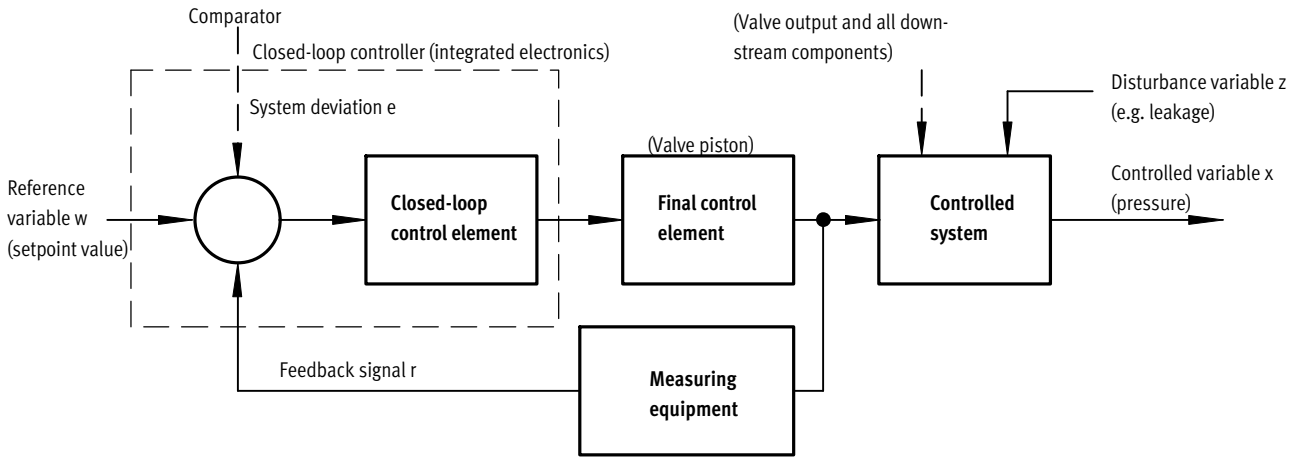 Comparator
Closed-loop controller (integrated electronics)
System deviation e
(Valve output and all down-
stream components)
Disturbance variable z
(e.g. leakage)
Reference
variable w
(setpoint value)
Closed-loop
control element
(Valve piston)
Final control
element
Controlled
system
Controlled variable x
(pressure)
Feedback signal r
Measuring
equipment